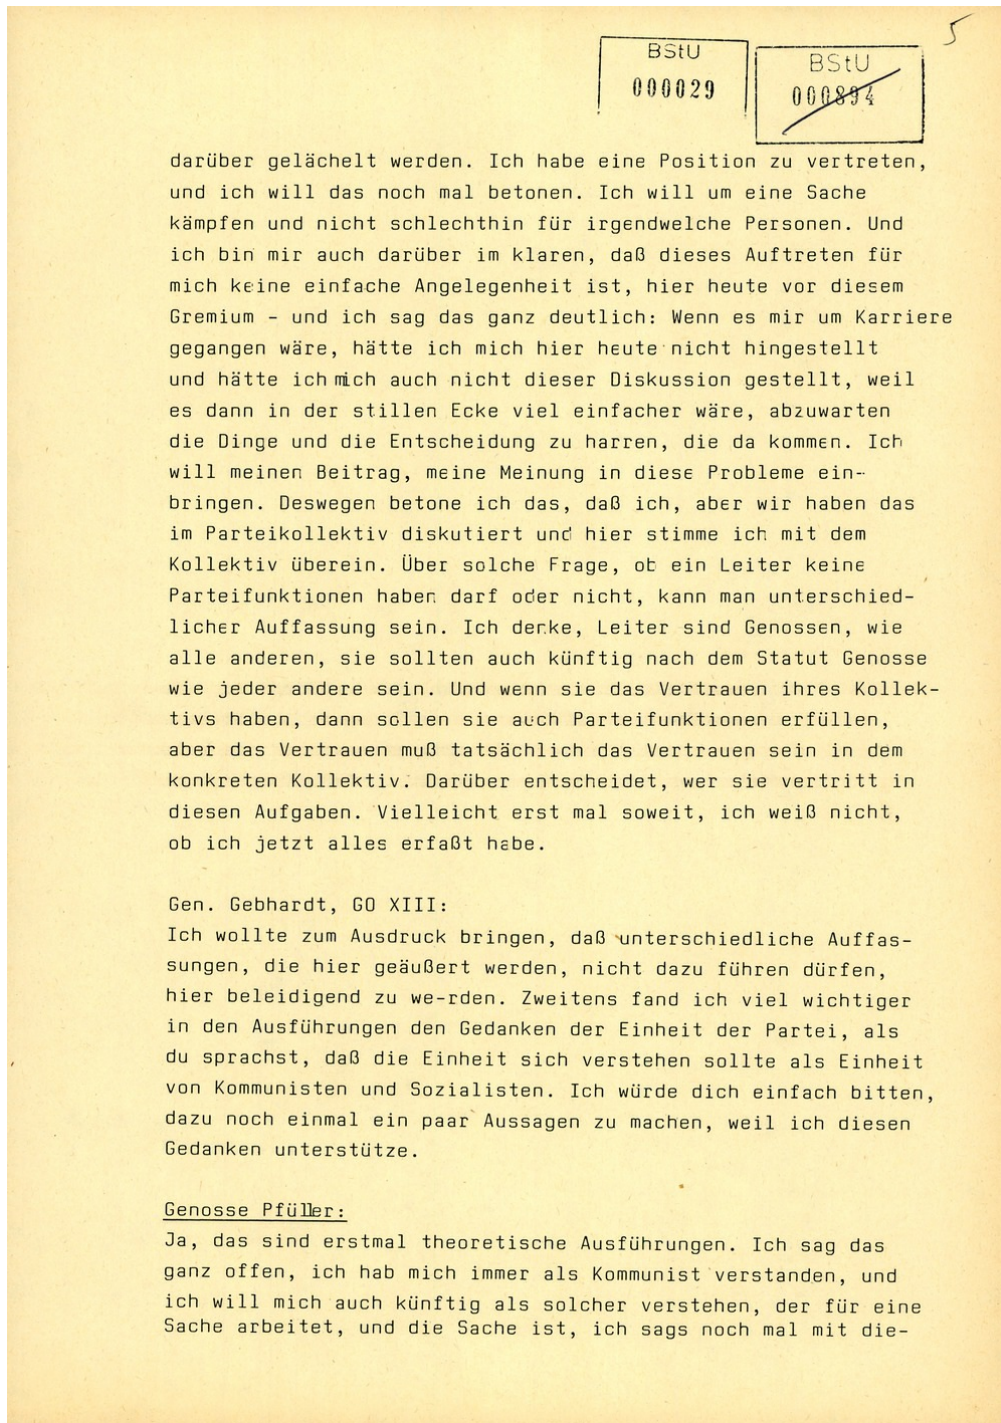 5
BStU
000029
BStU
000894
darüber gelächelt werden. Ich habe eine Position zu vertreten,
und ich will das noch mal betonen. Ich will um eine Sache
kämpfen und nicht schlechthin für irgendwelche Personen. Und
ich bin mir auch darüber im klaren, daß dieses Auftreten für
mich keine einfache Angelegenheit ist, hier heute vor diesem
Gremium - und ich sag das ganz deutlich: Wenn es mir um Karriere
gegangen wäre, hätte ich mich hier heute nicht hingestellt
und hätte ich mich auch nicht dieser Diskussion gestellt, weil
es dann in der stillen Ecke viel einfacher wäre, abzuwarten
die Dinge und die Entscheidung zu harren, die da kommen. Ich
will meinen Beitrag, meine Meinung in diese Probleme ein-
bringen. Deswegen betone ich das, daß ich, aber wir haben das
im Parteikollektiv diskutiert und hier stimme ich mit dem
Kollektiv überein. Über solche Frage, ob ein Leiter keine
Parteifunktionen haben darf oder nicht, kann man unterschied-
licher Auffassung sein. Ich denke, Leiter sind Genossen, wie
alle anderen, sie sollten auch künftig nach dem Statut Genosse
wie jeder andere sein. Und wenn sie das Vertrauen ihres Kollek-
tivs haben, dann sollen sie auch Parteifunktionen erfüllen,
aber das Vertrauen muß tatsächlich das Vertrauen sein in dem
konkreten Kollektiv. Darüber entscheidet, wer sie vertritt in
diesen Aufgaben. Vielleicht erst mal soweit, ich weiß nicht,
ob ich jetzt alles erfaßt habe.
Gen. Gebhardt, GO XIII:
Ich wollte zum Ausdruck bringen, daß unterschiedliche Auffas-
sungen, die hier geäußert werden, nicht dazu führen dürfen,
hier beleidigend zu we-rden. Zweitens fand ich viel wichtiger
in den Ausführungen den Gedanken der Einheit der Partei, als
du sprachst, daß die Einheit sich verstehen sollte als Einheit
von Kommunisten und Sozialisten. Ich würde dich einfach bitten,
dazu noch einmal ein paar Aussagen zu machen, weil ich diesen
Gedanken unterstütze.
Genosse Pfüller:
Ja, das sind erstmal theoretische Ausführungen. Ich sag das
ganz offen, ich hab mich immer als Kommunist verstanden, und
ich will mich auch künftig als solcher verstehen, der für eine
Sache arbeitet, und die Sache ist, ich sags noch mal mit die-